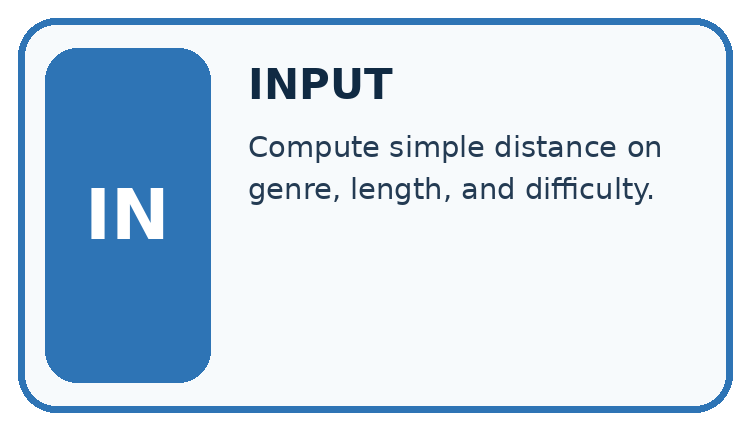 IN
INPUT
Compute simple distance on
genre, length, and difficulty.